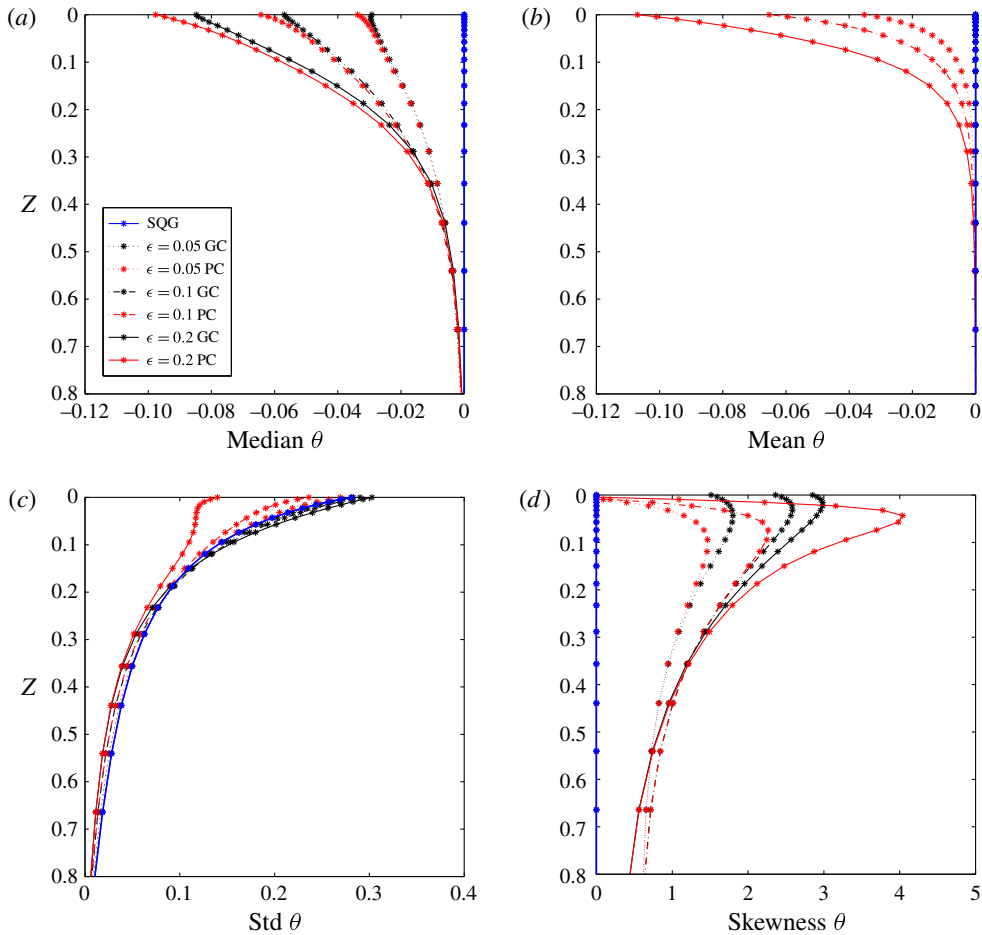 (a)
0
0.1
0.2
0.3
Z
0.4
0.5
0.6
0.7
0.8
SQG
ϵ = 0.05 GC
ϵ = 0.05 PC
ϵ = 0.1 GC
ϵ = 0.1 PC
ϵ = 0.2 GC
ϵ = 0.2 PC
–0.12 –0.10 –0.08 –0.06 –0.04 –0.02 0
Median θ
(b)
0
0.1
0.2
0.3
0.4
0.5
0.6
0.7
0.8
–0.12 –0.10 –0.08 –0.06 –0.04 –0.02 0
Mean θ
(c)
0
0.1
0.2
0.3
Z
0.4
0.5
0.6
0.7
0.8
0 0.1 0.2 0.3 0.4
Std θ
(d)
0
0.1
0.2
0.3
0.4
0.5
0.6
0.7
0.8
0 1 2 3 4 5
Skewness θ